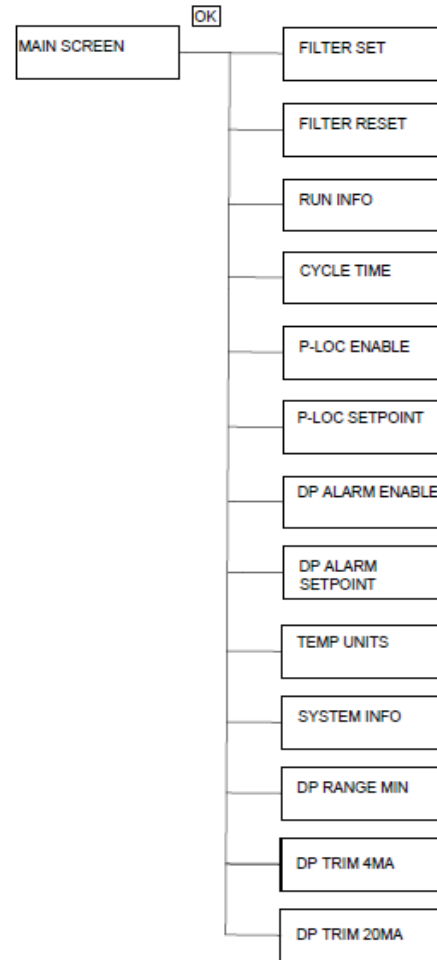 OK
MAIN SCREEN
FILTER SET
FILTER RESET
RUN INFO
CYCLE TIME
P-LOC ENABLE
P-LOC SETPOINT
DP ALARM ENABLE
DP ALARM
SETPOINT
TEMP UNITS
SYSTEM INFO
DP RANGE MIN
DP TRIM 4MA
DP TRIM 20MA